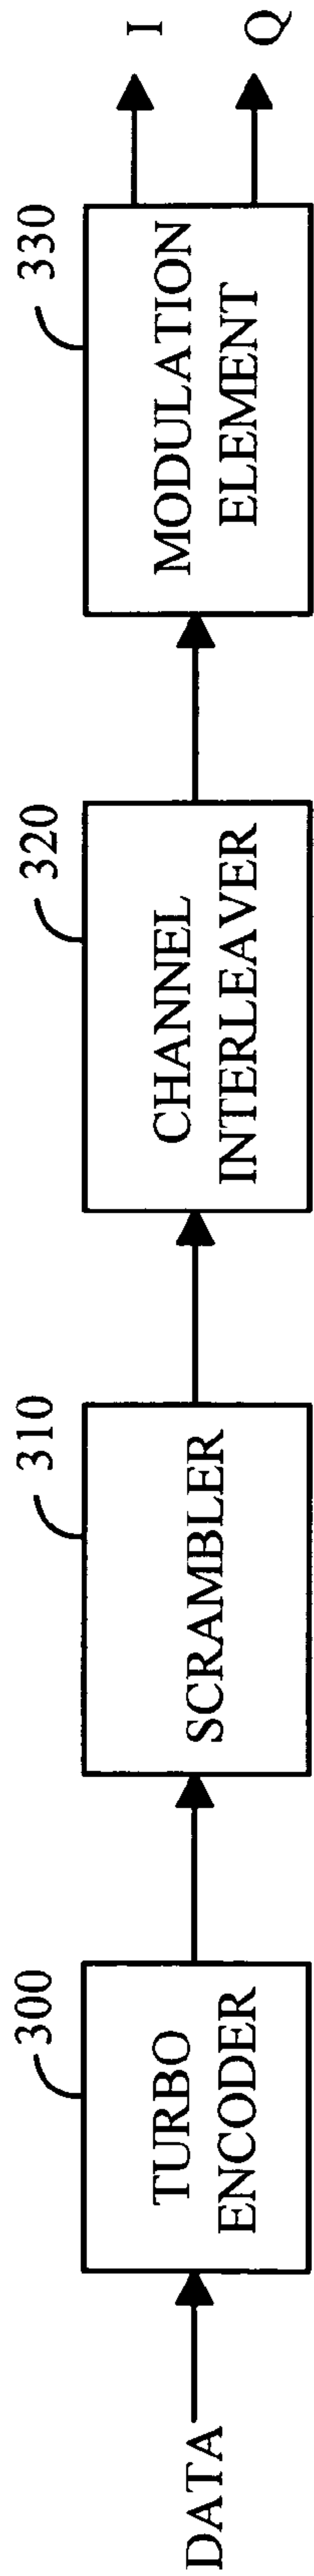 DATA
300
TURBO
ENCODER
310
SCRAMBLER
320
CHANNEL
INTERLEAVER
330
MODULATION
ELEMENT
I
Q